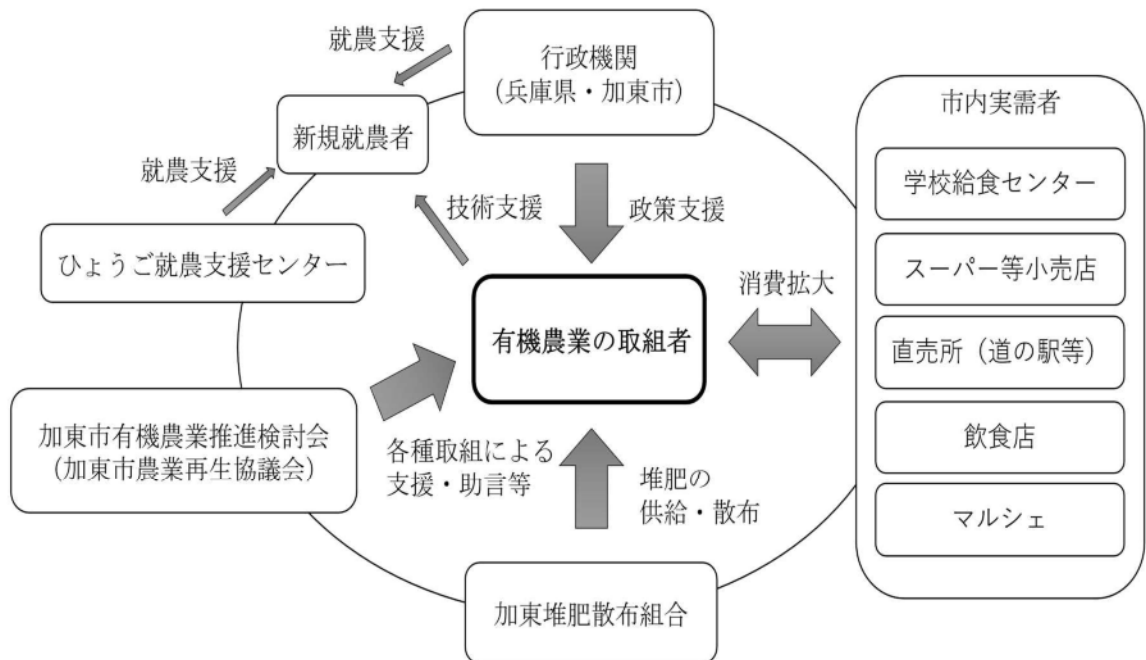 就農支援
行政機関
（兵庫県・加東市）
市内実需者
新規就農者
学校給食センター
就農支援
技術支援
政策支援
ひょうご就農支援センター
スーパー等小売店
消費拡大
有機農業の取組者
直売所（道の駅等）
加東市有機農業推進検討会
（加東市農業再生協議会）
各種取組による
支援・助言等
飲食店
堆肥の
供給・散布
マルシェ
加東堆肥散布組合